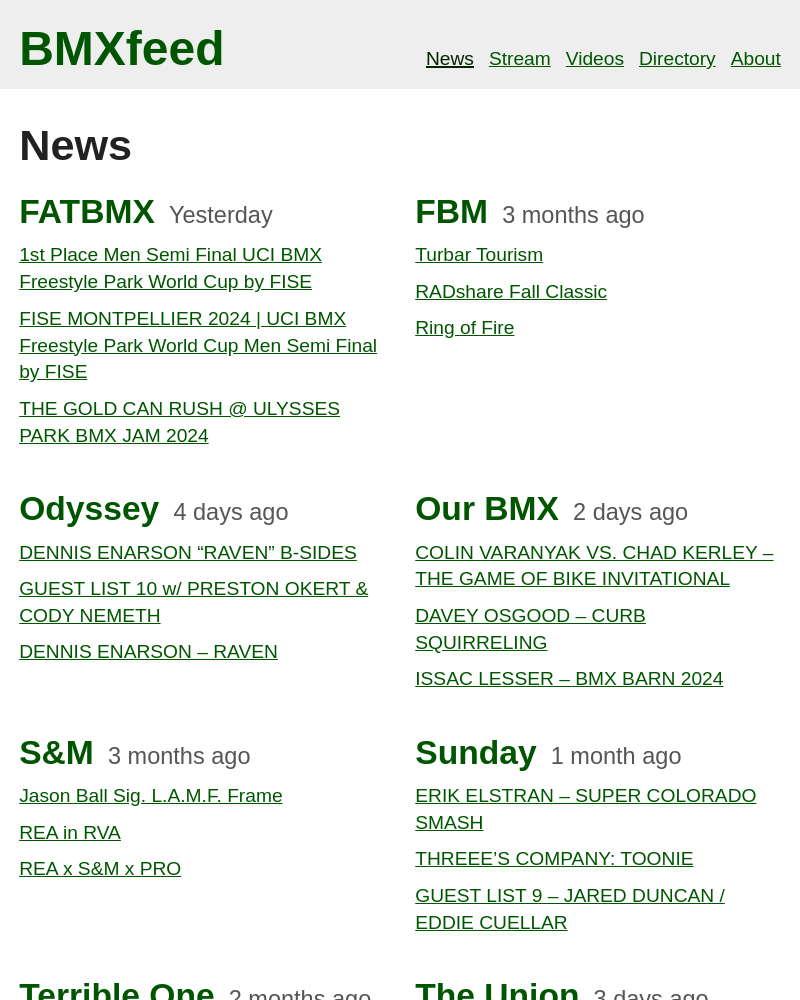 BMXfeed
News Stream Videos Directory About
News
FATBMX Yesterday
1st Place Men Semi Final UCI BMX
Freestyle Park World Cup by FISE
FISE MONTPELLIER 2024 | UCI BMX
Freestyle Park World Cup Men Semi Final
by FISE
THE GOLD CAN RUSH @ ULYSSES
PARK BMX JAM 2024
FBM 3 months ago
Turbar Tourism
RADshare Fall Classic
Ring of Fire
Odyssey 4 days ago
DENNIS ENARSON “RAVEN” B-SIDES
GUEST LIST 10 w/ PRESTON OKERT &
CODY NEMETH
DENNIS ENARSON – RAVEN
Our BMX 2 days ago
COLIN VARANYAK VS. CHAD KERLEY –
THE GAME OF BIKE INVITATIONAL
DAVEY OSGOOD – CURB
SQUIRRELING
ISSAC LESSER – BMX BARN 2024
S&M 3 months ago
Jason Ball Sig. L.A.M.F. Frame
REA in RVA
REA x S&M x PRO
Sunday 1 month ago
ERIK ELSTRAN – SUPER COLORADO
SMASH
THREEE’S COMPANY: TOONIE
GUEST LIST 9 – JARED DUNCAN /
EDDIE CUELLAR
Terrible One 2 months ago
The Union 3 days ago